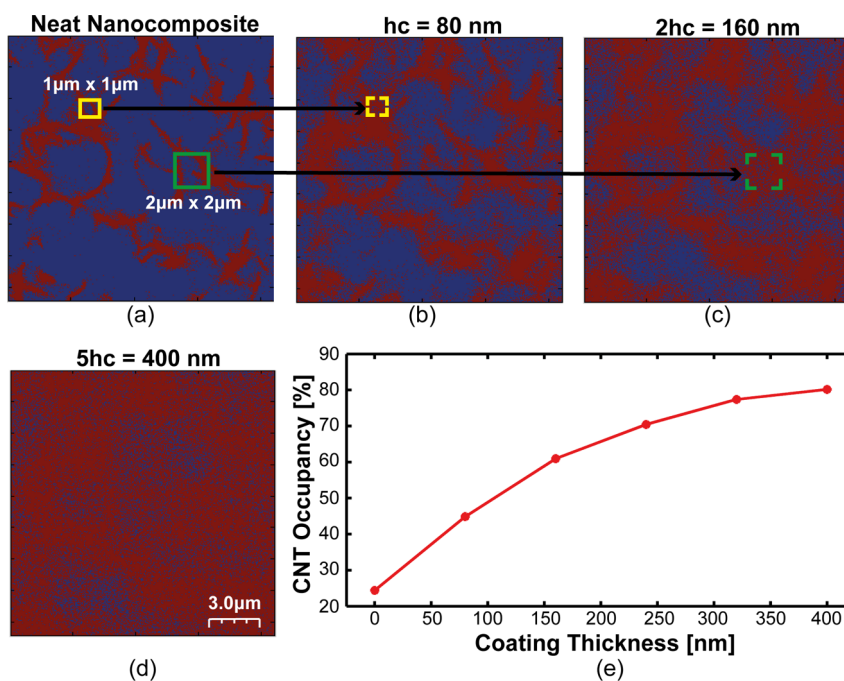 Neat Nanocomposite
hc = 80 nm
2hc = 160 nm
1µm x 1µm
2µm x 2µm
(a)
(b)
(c)
5hc = 400 nm
3.0µm
(d)
CNT Occupancy [%]
90
80
70
60
50
40
30
20
0 50 100 150 200 250 300 350 400
Coating Thickness [nm]
(e)